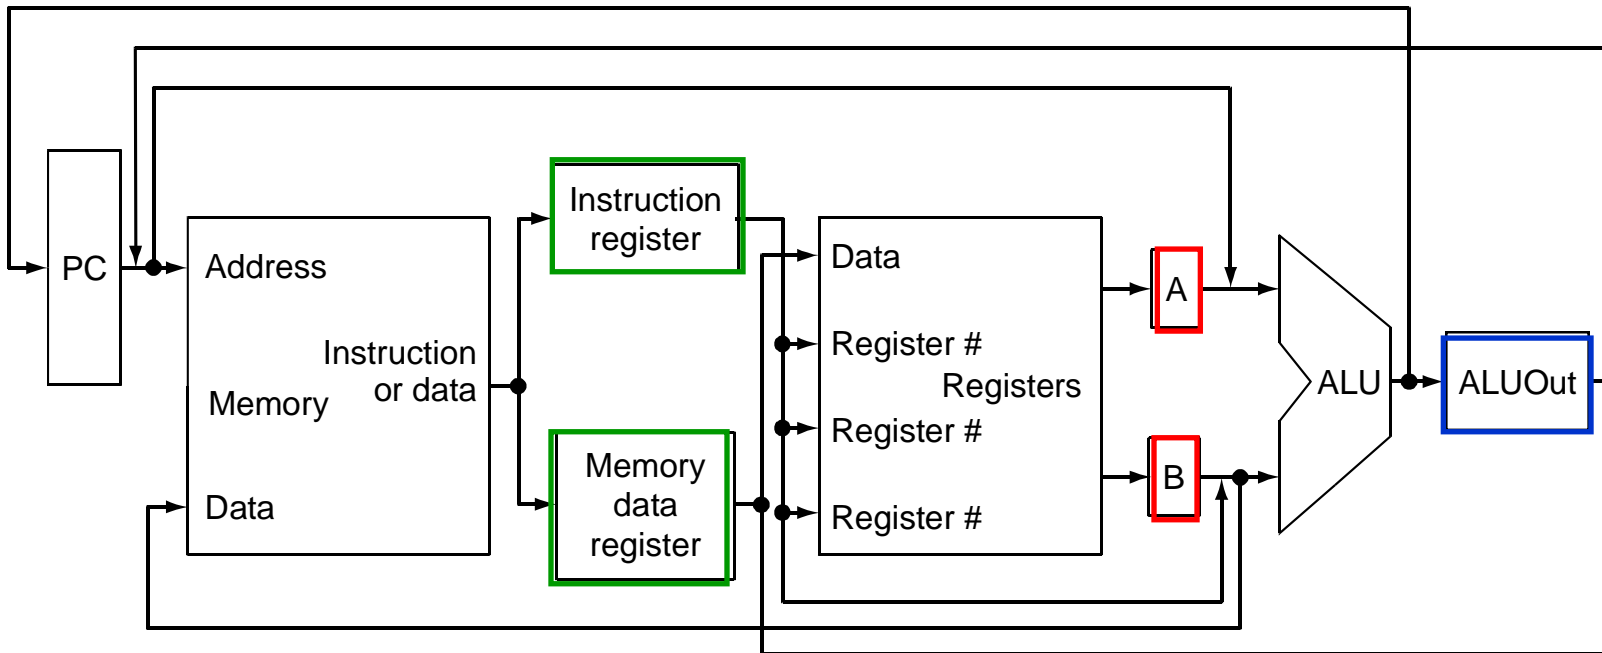 PC
Address
Instruction
or data
Memory
Data
Instruction
register
Memory
data
register
Data
Register #
Registers
Register #
Register #
A
B
ALU
ALUOut